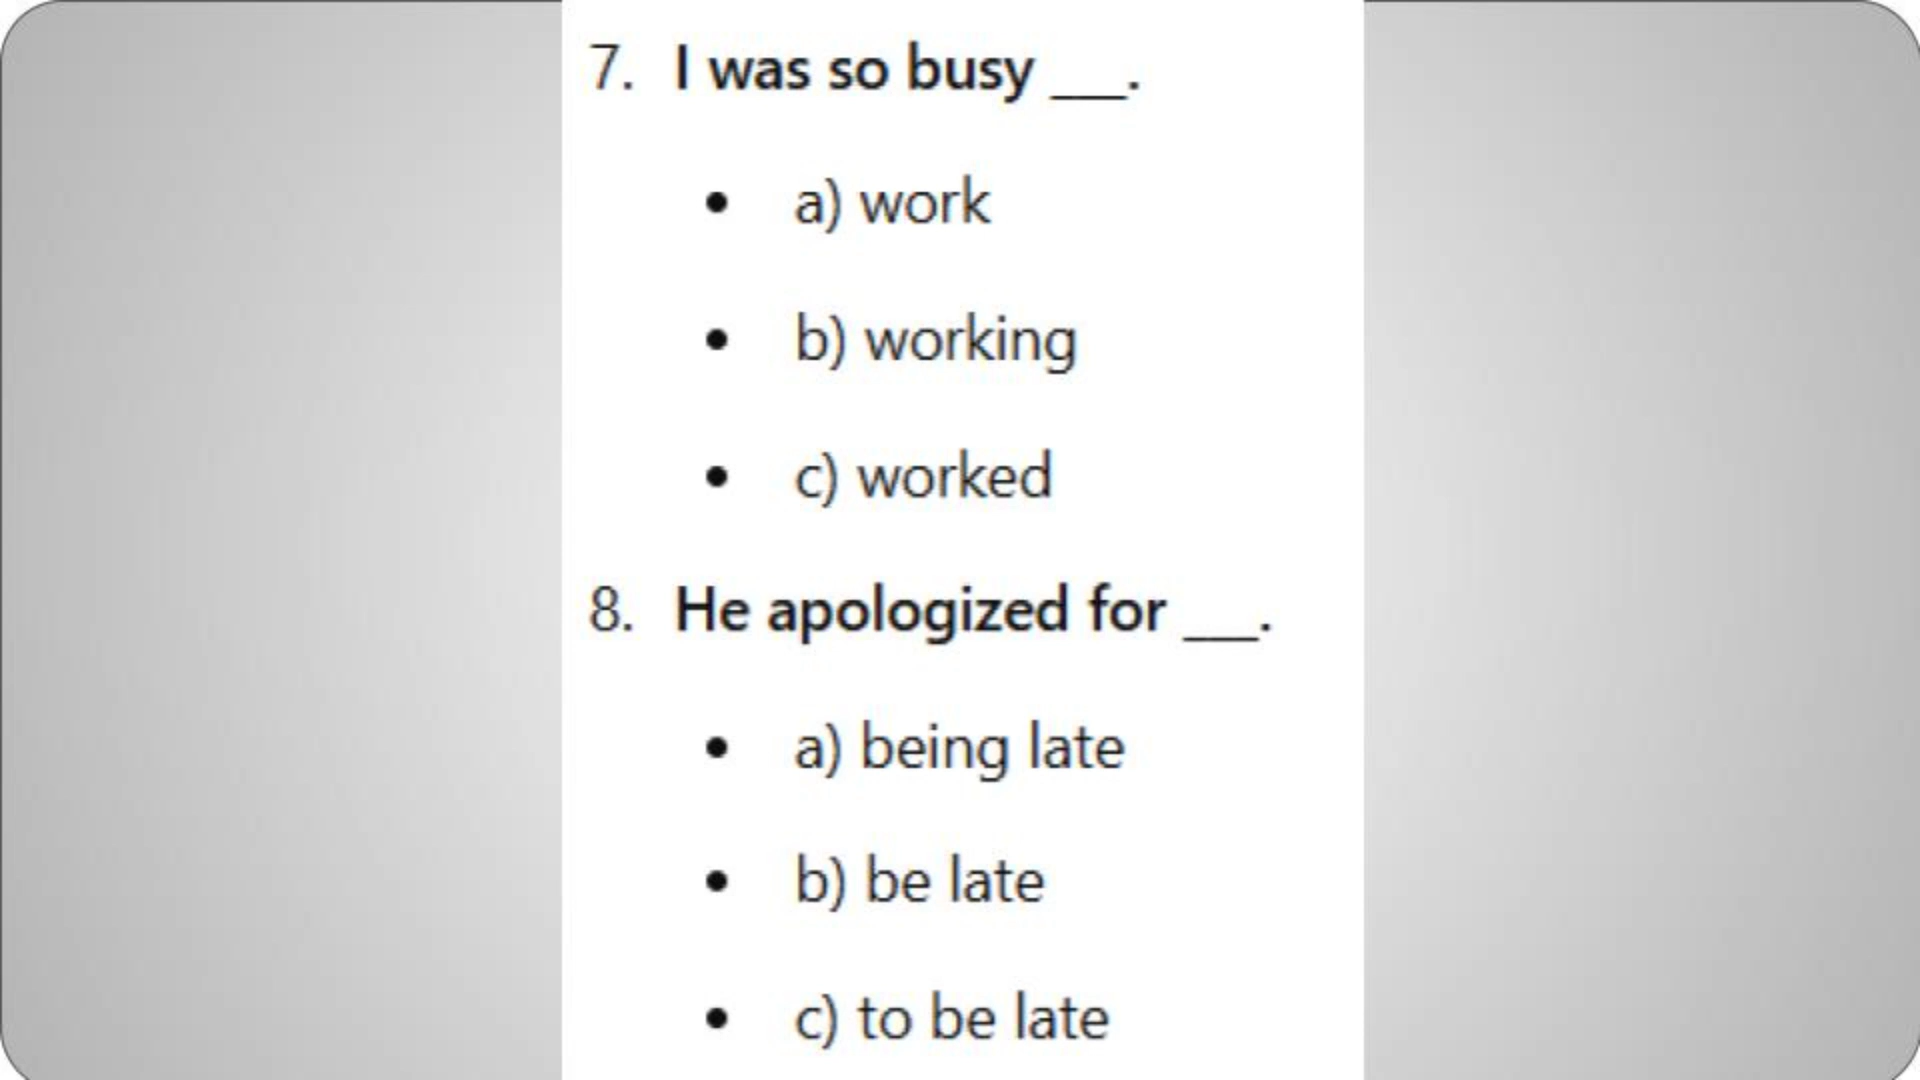 7. I was so busy ___.
• a) work
• b) working
• c) worked
8. He apologized for ___.
• a) being late
• b) be late
• c) to be late